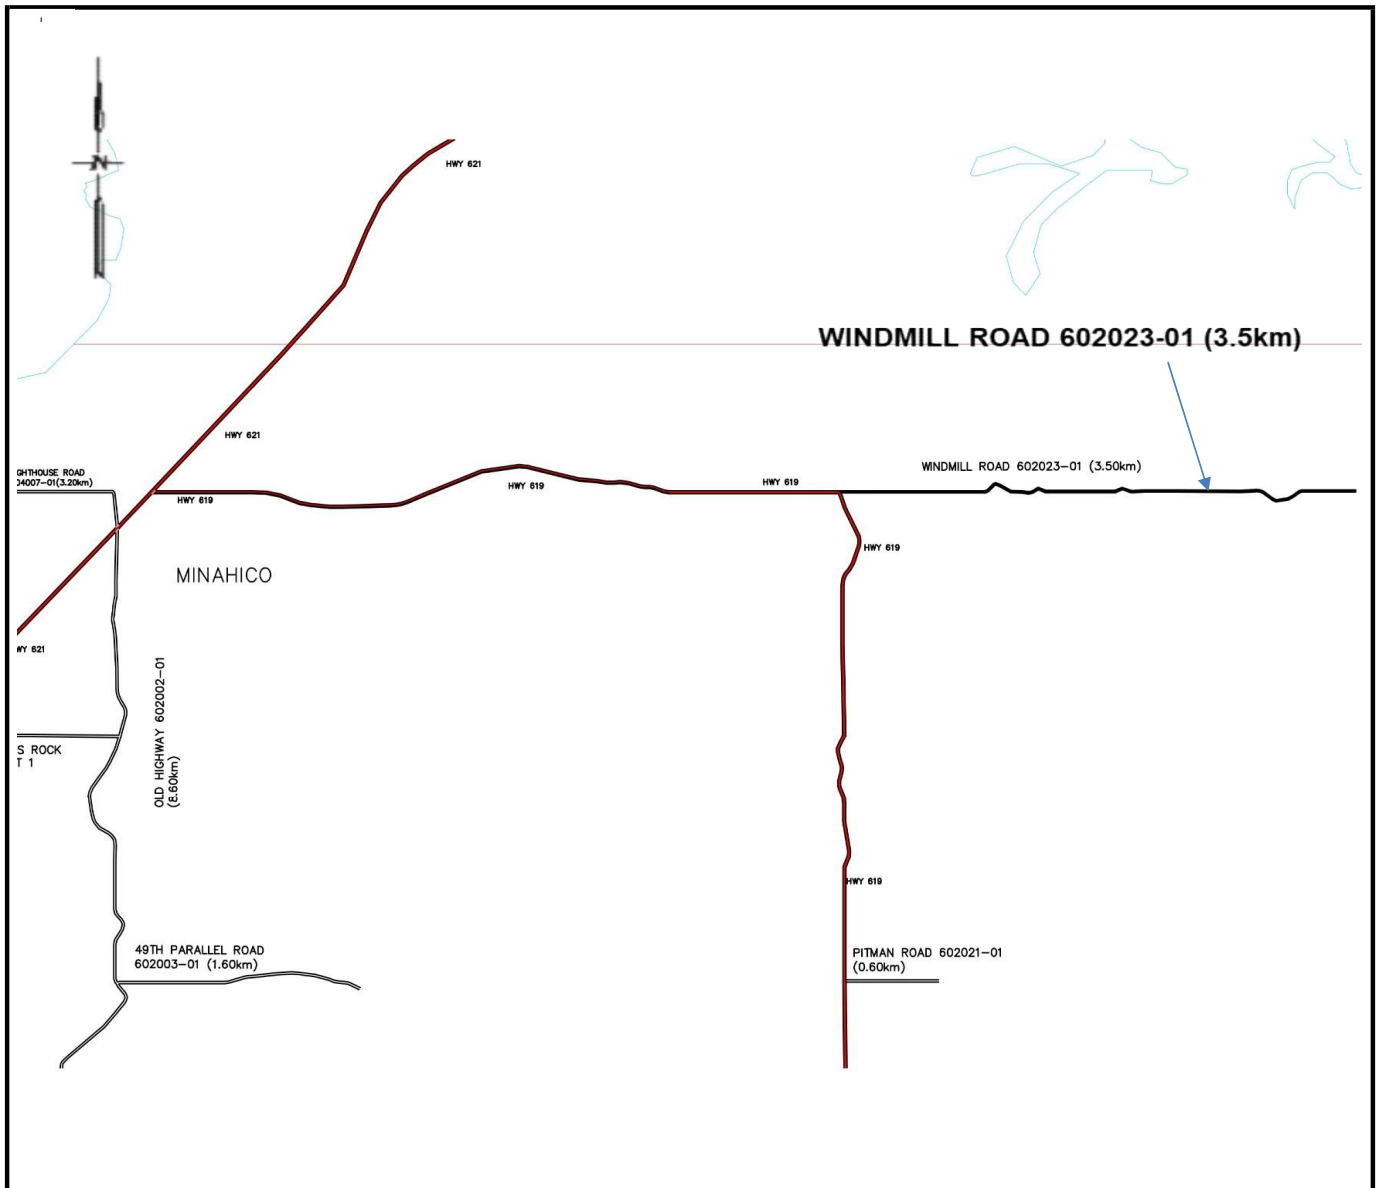 N
HWY 621
WINDMILL ROAD 602023-01 (3.5km)
HWY 621
WINDMILL ROAD 602023-01 (3.50km)
GHTHOUSE ROAD
04007-01(3.20km)
HWY 619
HWY 619
HWY 619
HWY 619
MINAHICO
WY 621
OLD HIGHWAY 602002-01
(8.60km)
S ROCK
T 1
HWY 619
49TH PARALLEL ROAD
602003-01 (1.60km)
PITMAN ROAD 602021-01
(0.60km)